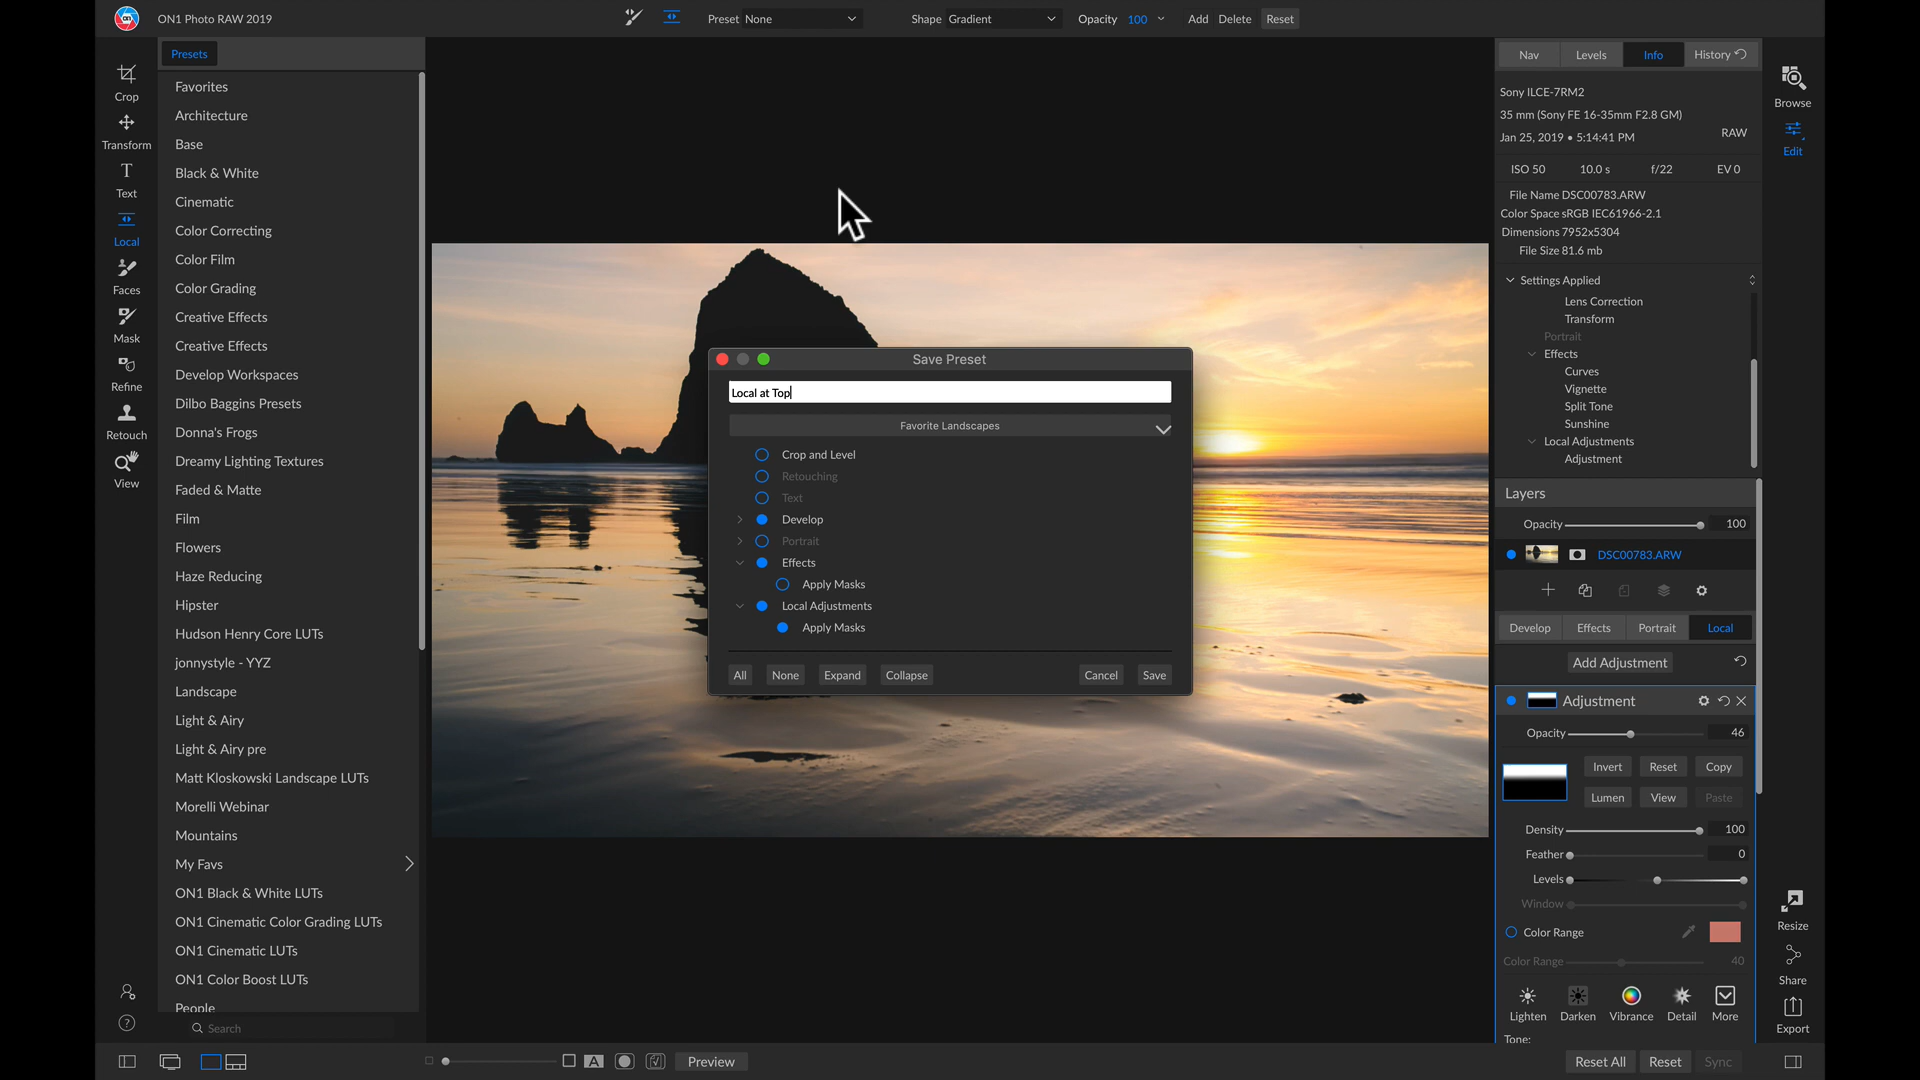 ON1 Photo RAW 2019
Preset None
Shape Gradient
Opacity 100
Add Delete Reset
Crop
Transform
Text
Local
Faces
Mask
Refine
Retouch
View
Presets
Favorites
Architecture
Base
Black & White
Cinematic
Color Correcting
Color Film
Color Grading
Creative Effects
Creative Effects
Develop Workspaces
Dilbo Baggins Presets
Donna's Frogs
Dreamy Lighting Textures
Faded & Matte
Film
Flowers
Haze Reducing
Hipster
Hudson Henry Core LUTs
jonnystyle - YYZ
Landscape
Light & Airy
Light & Airy pre
Matt Kloskowski Landscape LUTs
Morelli Webinar
Mountains
My Favs
ON1 Black & White LUTs
ON1 Cinematic Color Grading LUTs
ON1 Cinematic LUTs
ON1 Color Boost LUTs
People
Search
Save Preset
Local at Top
Favorite Landscapes
Crop and Level
Retouching
Text
Develop
Portrait
Effects
Apply Masks
Local Adjustments
Apply Masks
All None Expand Collapse Cancel Save
Nav Levels Info History
Sony ILCE-7RM2
35 mm (Sony FE 16-35mm F2.8 GM)
Jan 25, 2019 • 5:14:41 PM RAW
ISO 50 10.0 s f/22 EV 0
File Name DSC00783.ARW
Color Space sRGB IEC61966-2.1
Dimensions 7952x5304
File Size 81.6 mb
Settings Applied
Lens Correction
Transform
Portrait
Effects
Curves
Vignette
Split Tone
Sunshine
Local Adjustments
Adjustment
Layers
Opacity 100
DSC00783.ARW
Develop Effects Portrait Local
Add Adjustment
Adjustment
Opacity 46
Invert Reset Copy
Lumen View Paste
Density 100
Feather 0
Levels
Window
Color Range
Color Range 40
Lighten Darken Vibrance Detail More
Tone:
Browse
Edit
Resize
Share
Export
A
Preview
Reset All Reset Sync